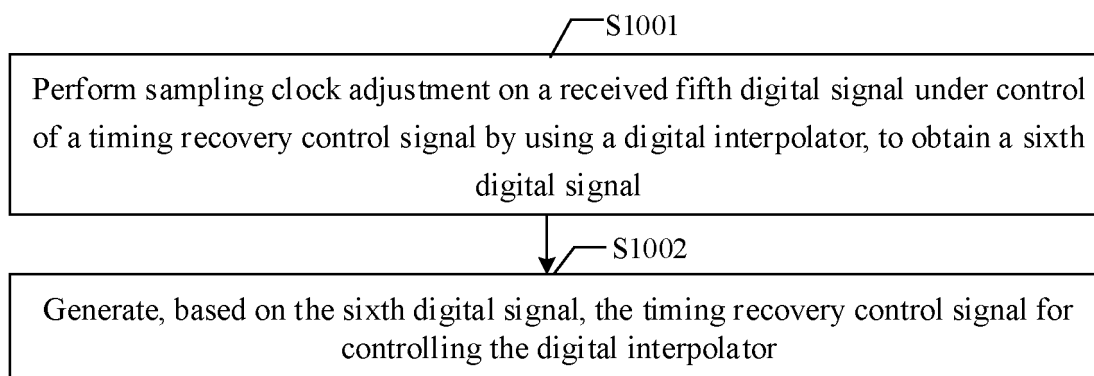 S1001
Perform sampling clock adjustment on a received fifth digital signal under control
of a timing recovery control signal by using a digital interpolator, to obtain a sixth
digital signal
S1002
Generate, based on the sixth digital signal, the timing recovery control signal for
controlling the digital interpolator